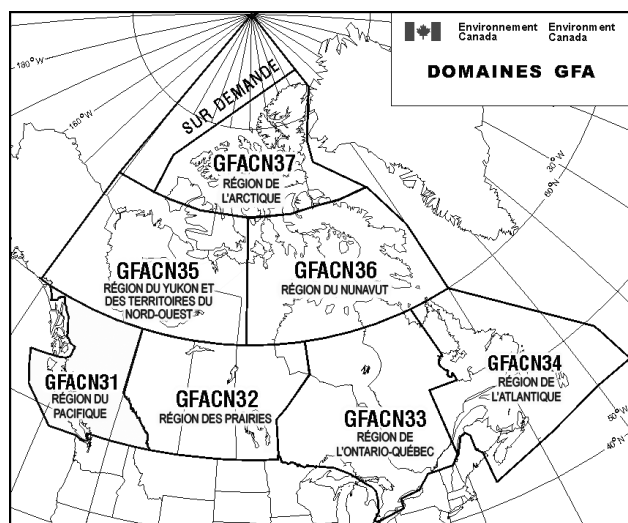 Environnement Environment
Canada Canada
DOMAINES GFA
180°W
160°W
SUR DEMANDE
GFACN37
RÉGION DE
L'ARCTIQUE
30°W
60°N
GFACN35
RÉGION DU YUKON ET
DES TERRITOIRES DU
NORD-OUEST
GFACN36
RÉGION DU NUNAVUT
GFACN31
RÉGION DU
PACIFIQUE
GFACN32
RÉGION DES PRAIRIES
GFACN33
RÉGION DE
L'ONTARIO-QUÉBEC
GFACN34
RÉGION DE
L'ATLANTIQUE
50°W
40°N